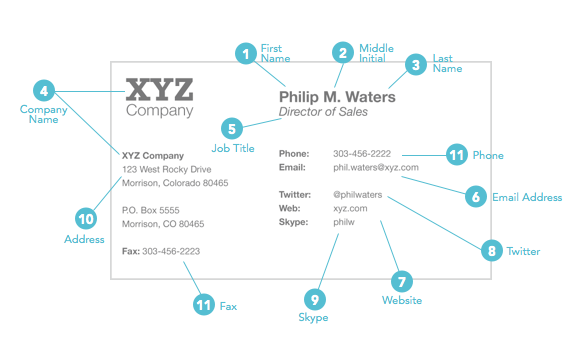 1 First Name
2 Middle Initial
3 Last Name
4 Company Name
XYZ
Company
Philip M. Waters
Director of Sales
5 Job Title
XYZ Company
123 West Rocky Drive
Morrison, Colorado 80465
P.O. Box 5555
Morrison, CO 80465
Fax: 303-456-2223
Phone: 303-456-2222
Email: phil.waters@xyz.com
Twitter: @philwaters
Web: xyz.com
Skype: philw
11 Phone
6 Email Address
10 Address
8 Twitter
7 Website
9 Skype
11 Fax